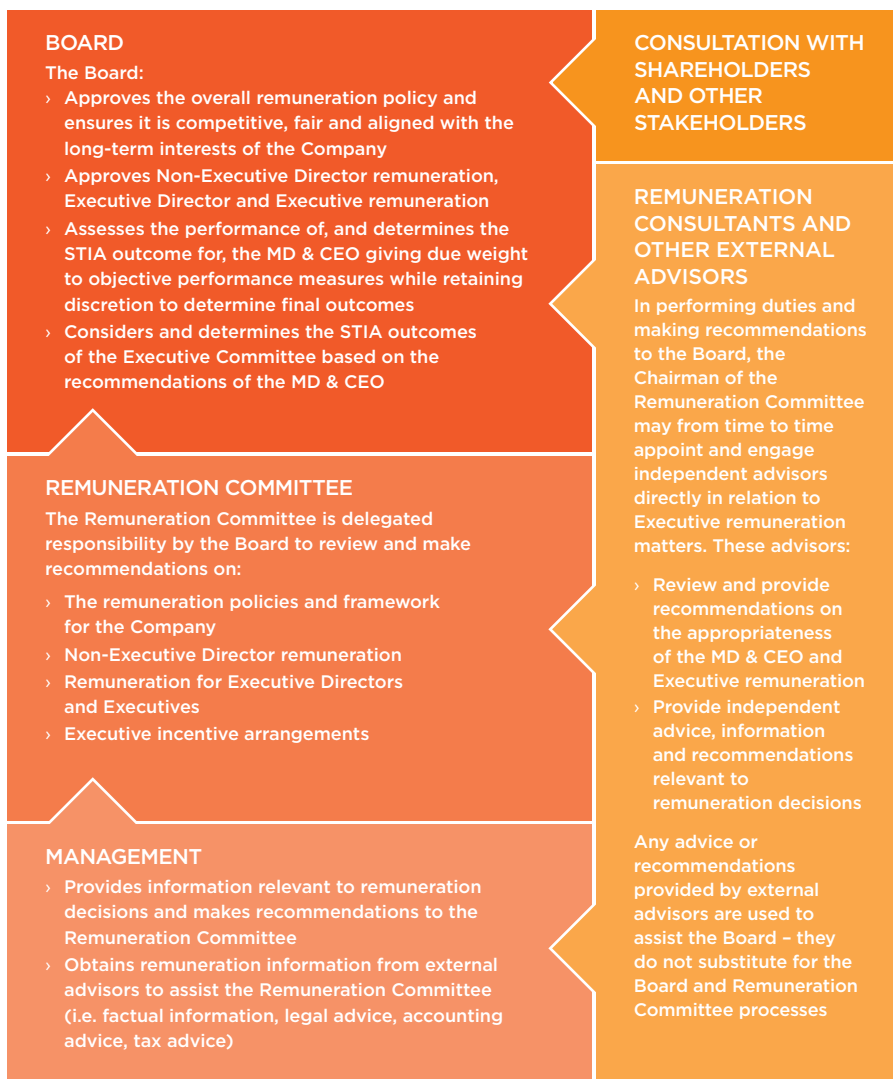 BOARD
The Board:
› Approves the overall remuneration policy and
ensures it is competitive, fair and aligned with the
long-term interests of the Company
› Approves Non-Executive Director remuneration,
Executive Director and Executive remuneration
› Assesses the performance of, and determines the
STIA outcome for, the MD & CEO giving due weight
to objective performance measures while retaining
discretion to determine final outcomes
› Considers and determines the STIA outcomes
of the Executive Committee based on the
recommendations of the MD & CEO
REMUNERATION COMMITTEE
The Remuneration Committee is delegated
responsibility by the Board to review and make
recommendations on:
› The remuneration policies and framework
for the Company
› Non-Executive Director remuneration
› Remuneration for Executive Directors
and Executives
› Executive incentive arrangements
MANAGEMENT
› Provides information relevant to remuneration
decisions and makes recommendations to the
Remuneration Committee
› Obtains remuneration information from external
advisors to assist the Remuneration Committee
(i.e. factual information, legal advice, accounting
advice, tax advice)
CONSULTATION WITH
SHAREHOLDERS
AND OTHER
STAKEHOLDERS
REMUNERATION
CONSULTANTS AND
OTHER EXTERNAL
ADVISORS
In performing duties and
making recommendations
to the Board, the
Chairman of the
Remuneration Committee
may from time to time
appoint and engage
independent advisors
directly in relation to
Executive remuneration
matters. These advisors:
› Review and provide
recommendations on
the appropriateness
of the MD & CEO and
Executive remuneration
› Provide independent
advice, information
and recommendations
relevant to
remuneration decisions
Any advice or
recommendations
provided by external
advisors are used to
assist the Board – they
do not substitute for the
Board and Remuneration
Committee processes